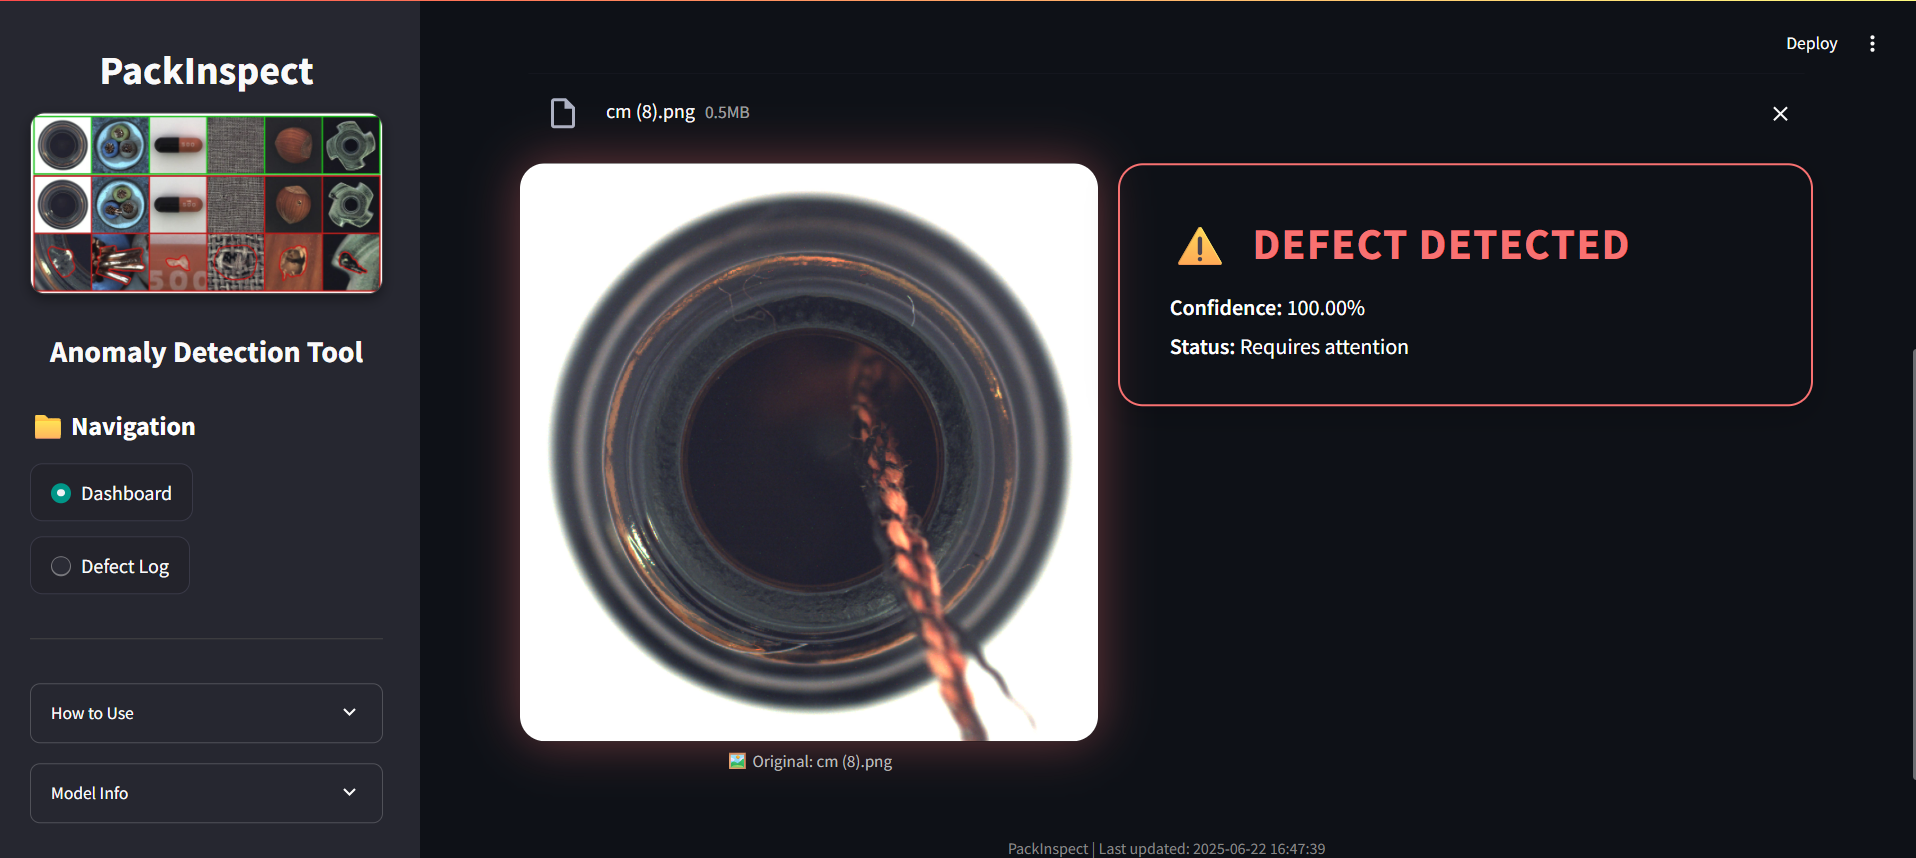 PackInspect
500
Anomaly Detection Tool
Navigation
Dashboard
Defect Log
How to Use
Model Info
Deploy
cm (8).png 0.5MB
DEFECT DETECTED
Confidence: 100.00%
Status: Requires attention
Original: cm (8).png
PackInspect | Last updated: 2025-06-22 16:47:39